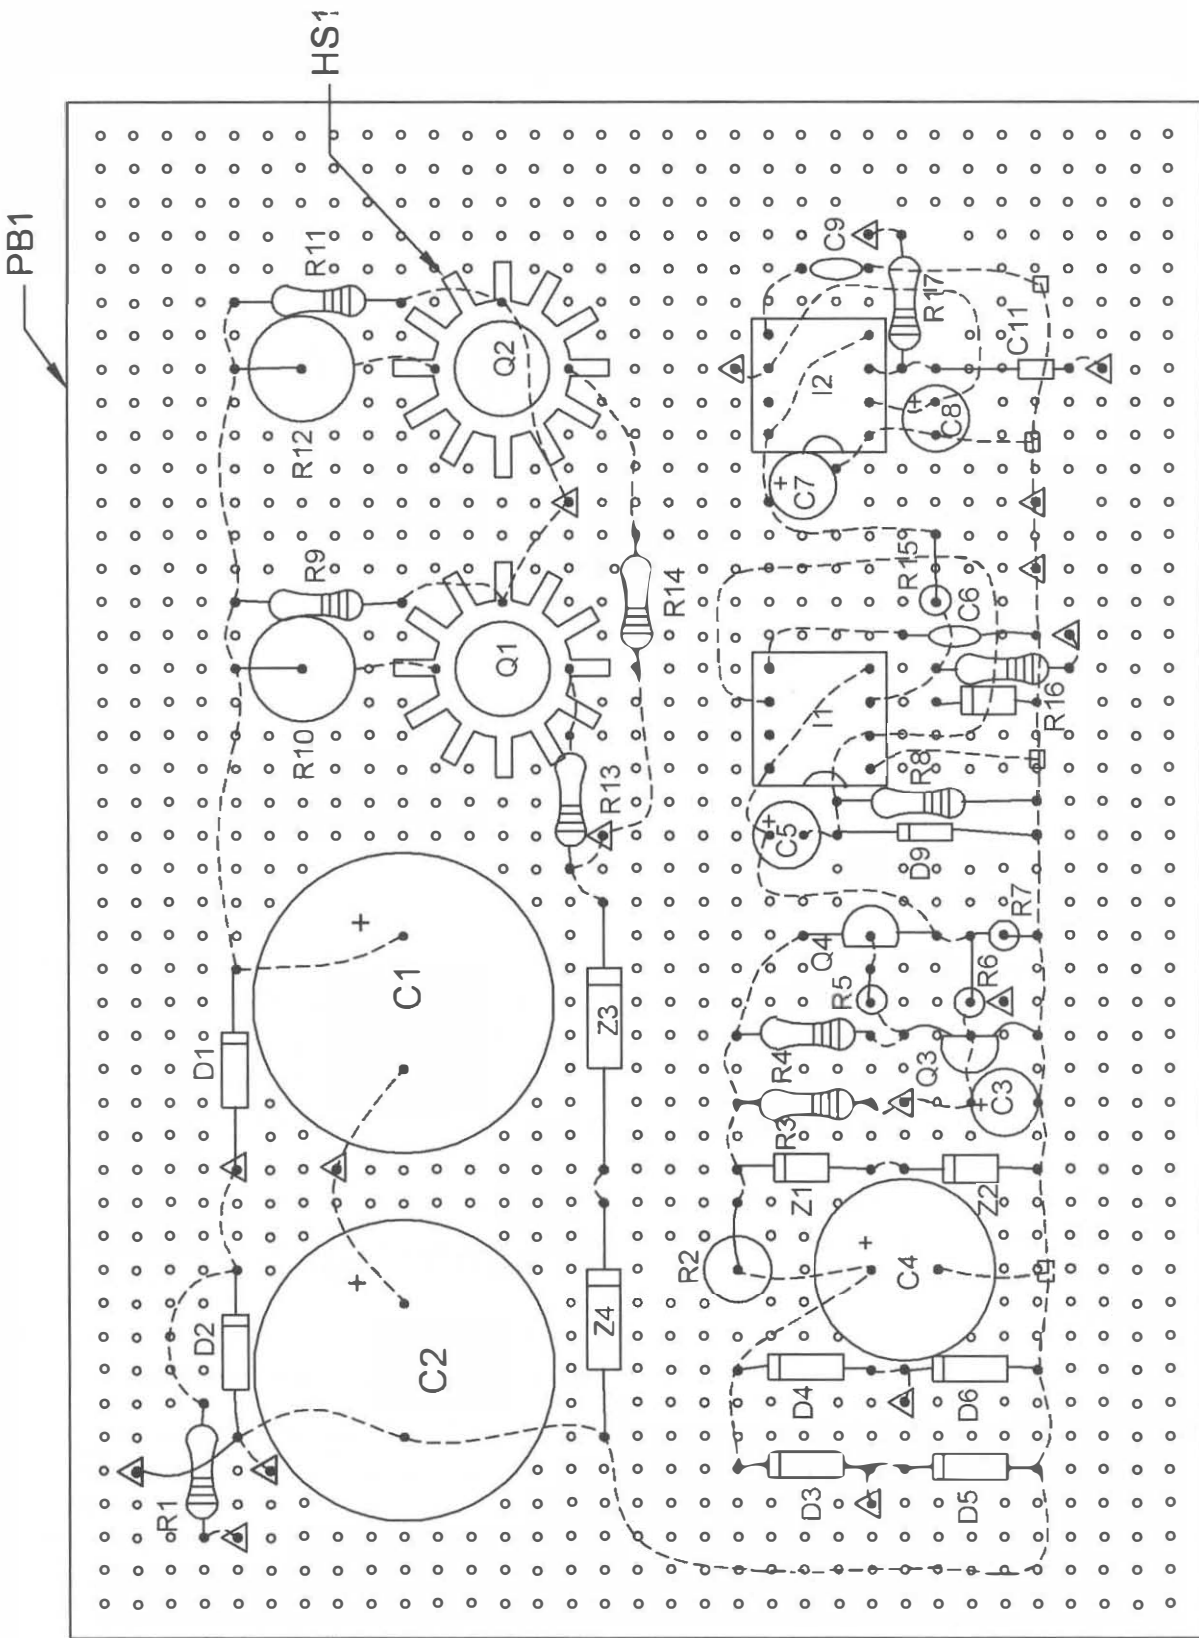 PB1
HS1
R11
R12
Q2
R9
R10
Q1
R14
R13
+
C1
D1
Z3
+
C2
D2
Z4
R1
C9
R17
I2
C11
+
C8
+
C7
R15
C6
I1
R16
R8
+
C5
D9
Q4
R7
R5
R6
R4
Q3
R3
+
C3
Z1
Z2
R2
+
C4
D4
D6
D3
D5